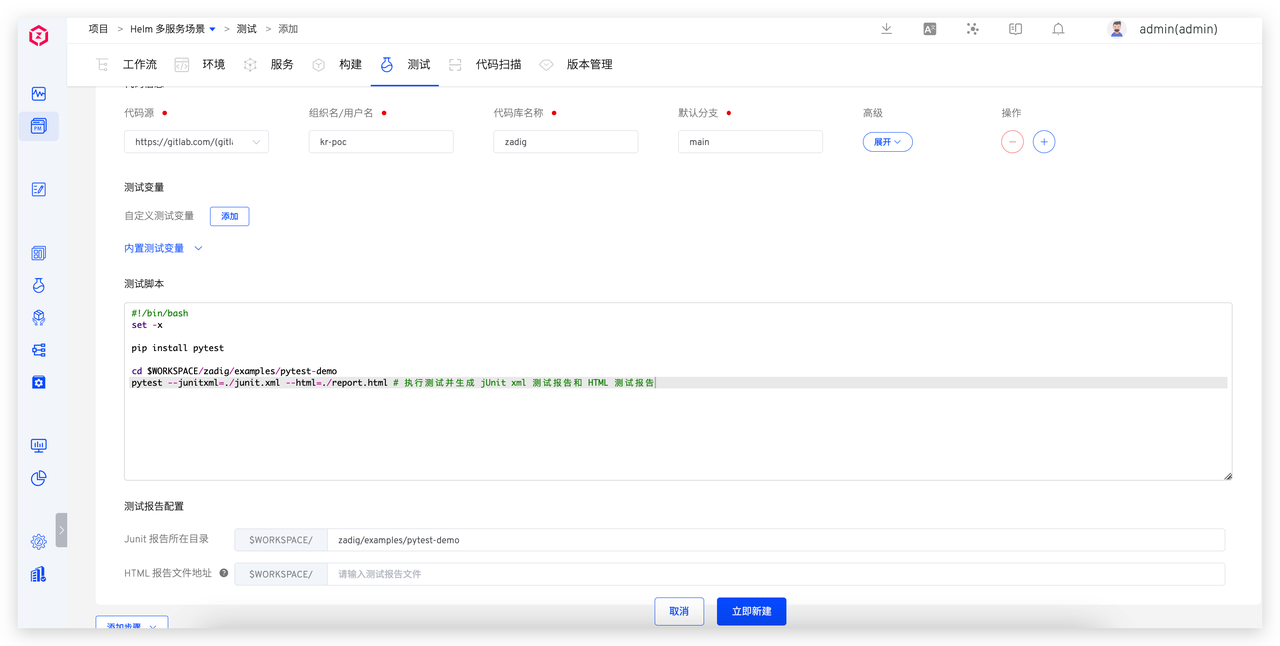 项目 > Helm 多服务场景 > 测试 > 添加
admin(admin)
工作流 环境 服务 构建 测试 代码扫描 版本管理
代码信息
代码源 组织名/用户名 代码库名称 默认分支 高级 操作
https://gitlab.com/(gitla kr-poc zadig main 展开
测试变量
自定义测试变量 添加
内置测试变量
测试脚本
#!/bin/bash
set -x
pip install pytest
cd $WORKSPACE/zadig/examples/pytest-demo
pytest --junitxml=./junit.xml --html=./report.html # 执行测试并生成 jUnit xml 测试报告和 HTML 测试报告
测试报告配置
Junit 报告所在目录 $WORKSPACE/ zadig/examples/pytest-demo
HTML 报告文件地址 $WORKSPACE/ 请输入测试报告文件
取消 立即新建
添加步骤